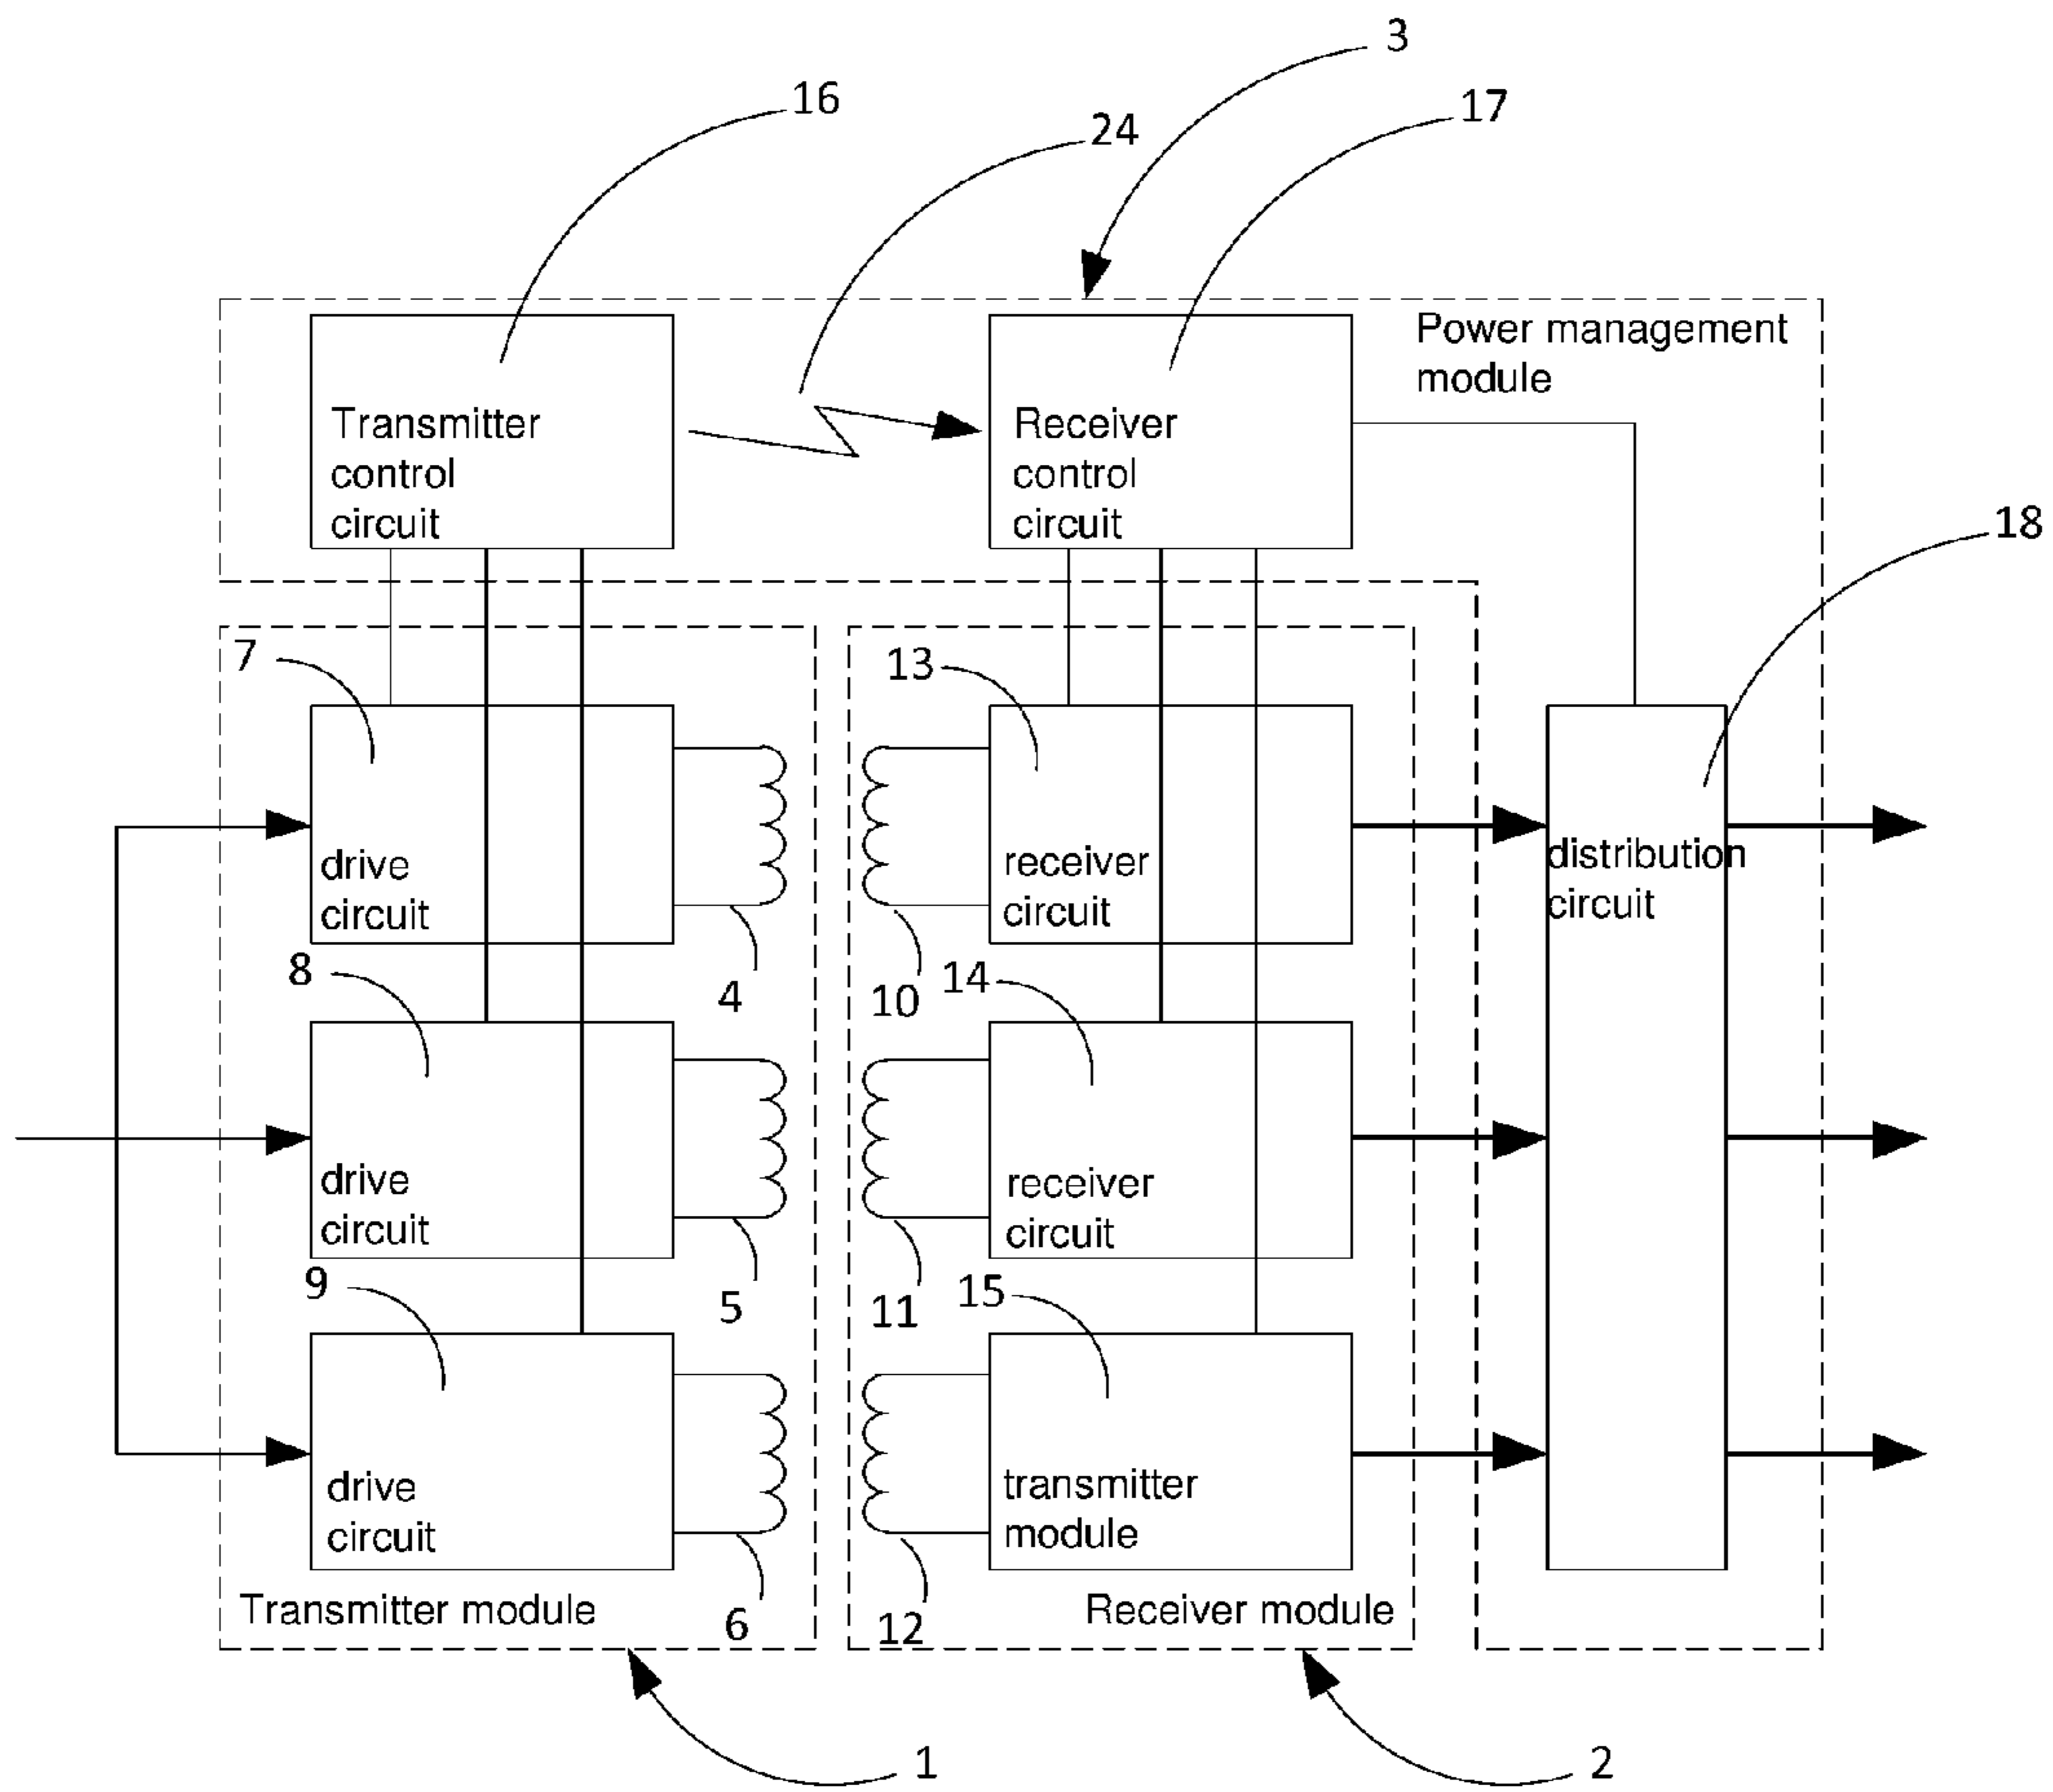 3
16
17
24
Power management
module
Transmitter
control
circuit
Receiver
control
circuit
18
7
13
drive
circuit
receiver
circuit
distribution
circuit
8
4
10
14
drive
circuit
receiver
circuit
9
5
11
15
drive
circuit
transmitter
module
Transmitter module
6
12
Receiver module
1
2